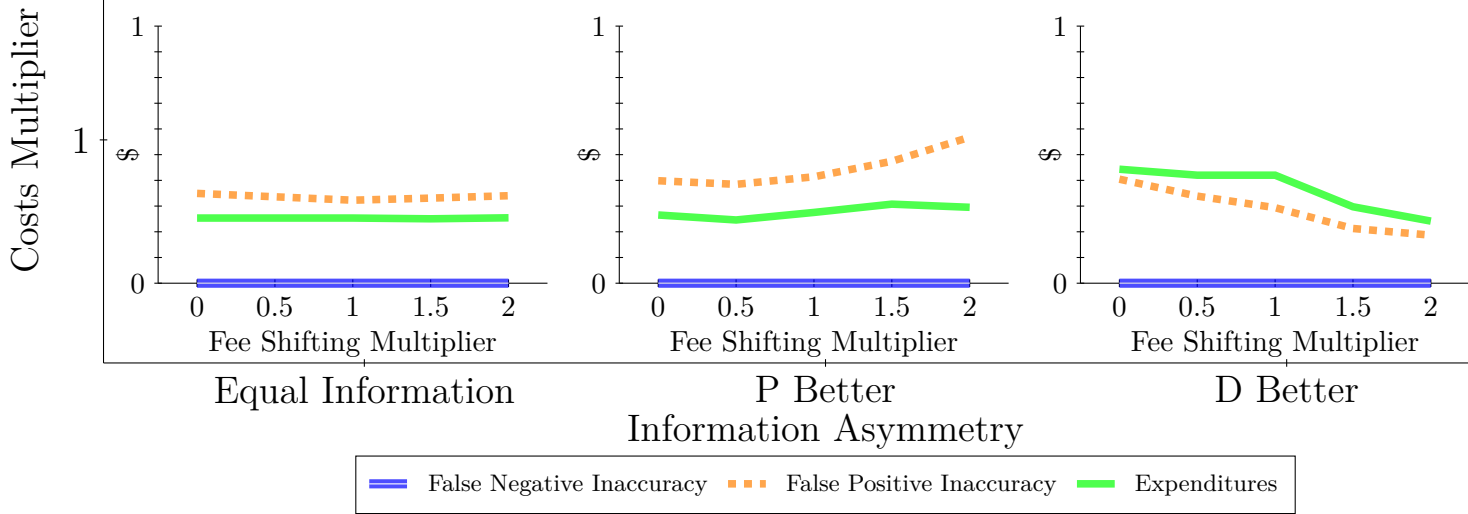 Costs Multiplier
1
1
$
0
0 0.5 1 1.5 2
Fee Shifting Multiplier
1
$
0
0 0.5 1 1.5 2
Fee Shifting Multiplier
1
$
0
0 0.5 1 1.5 2
Fee Shifting Multiplier
Equal Information
P Better
D Better
Information Asymmetry
False Negative Inaccuracy False Positive Inaccuracy Expenditures